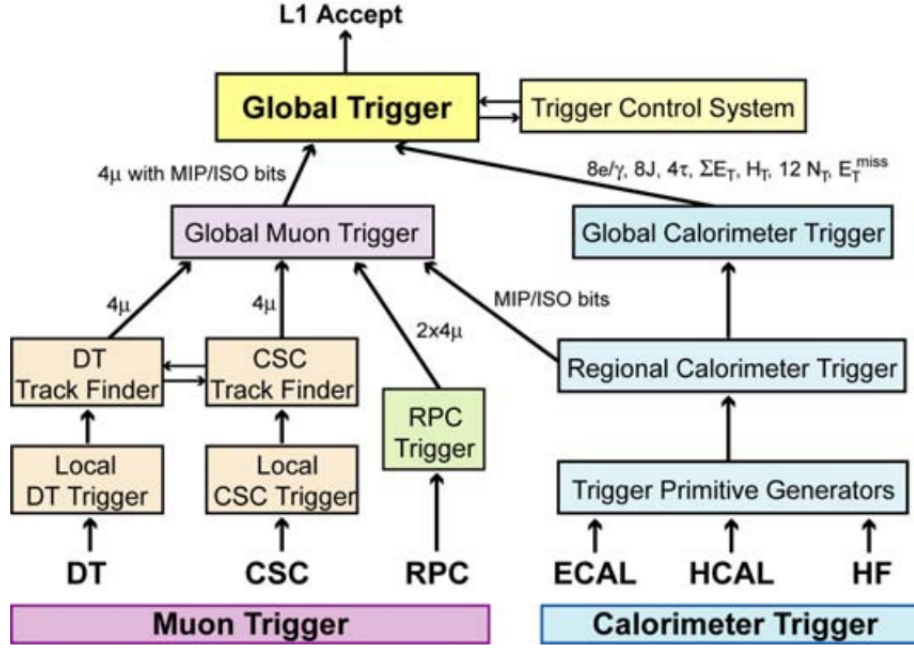 L1 Accept
Global Trigger
Trigger Control System
4μ with MIP/ISO bits
8e/γ, 8J, 4τ, ΣE_T, H_T, 12 N_T, E_T^miss
Global Muon Trigger
Global Calorimeter Trigger
4μ
4μ
2x4μ
MIP/ISO bits
DT
Track Finder
CSC
Track Finder
Regional Calorimeter Trigger
RPC
Trigger
Local
DT Trigger
Local
CSC Trigger
Trigger Primitive Generators
DT
CSC
RPC
ECAL
HCAL
HF
Muon Trigger
Calorimeter Trigger